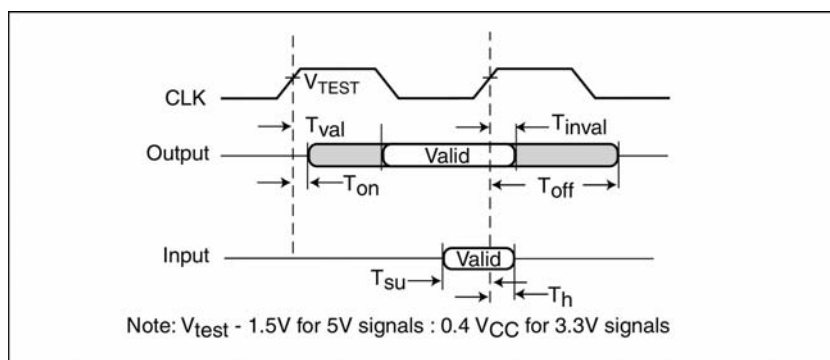 CLK
VTEST
Tval
Tinval
Output
Valid
Ton
Toff
Input
Valid
Tsu
Th
Note: Vtest - 1.5V for 5V signals : 0.4 VCC for 3.3V signals